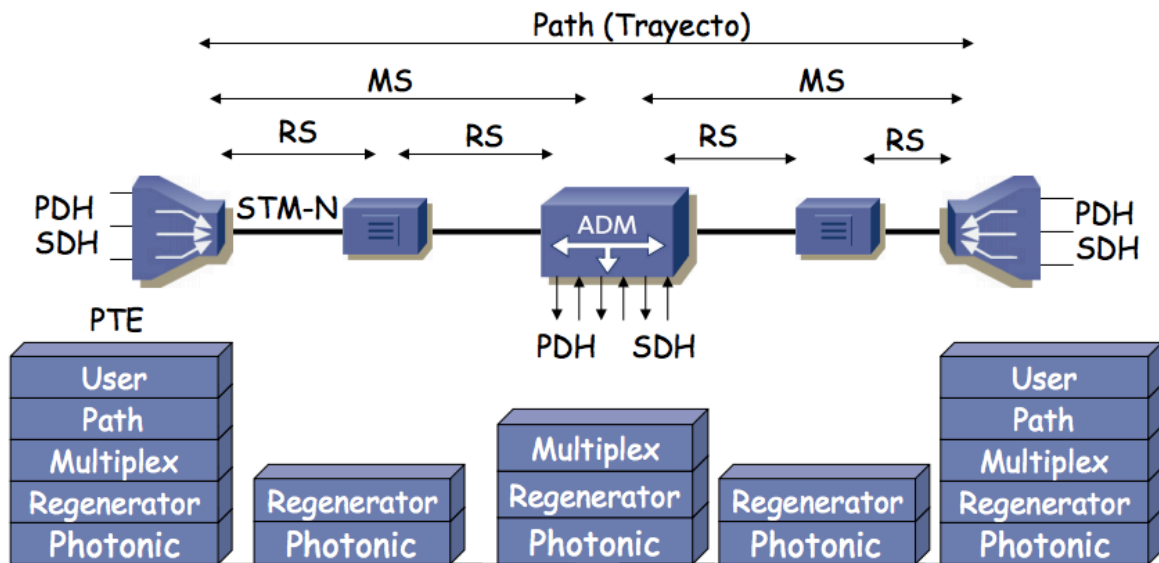 Path (Trayecto)
MS MS
RS RS RS RS
PDH STM-N ADM PDH
SDH SDH
PTE PDH SDH
User User
Path Path
Multiplex Multiplex Multiplex
Regenerator Regenerator Regenerator Regenerator Regenerator
Photonic Photonic Photonic Photonic Photonic